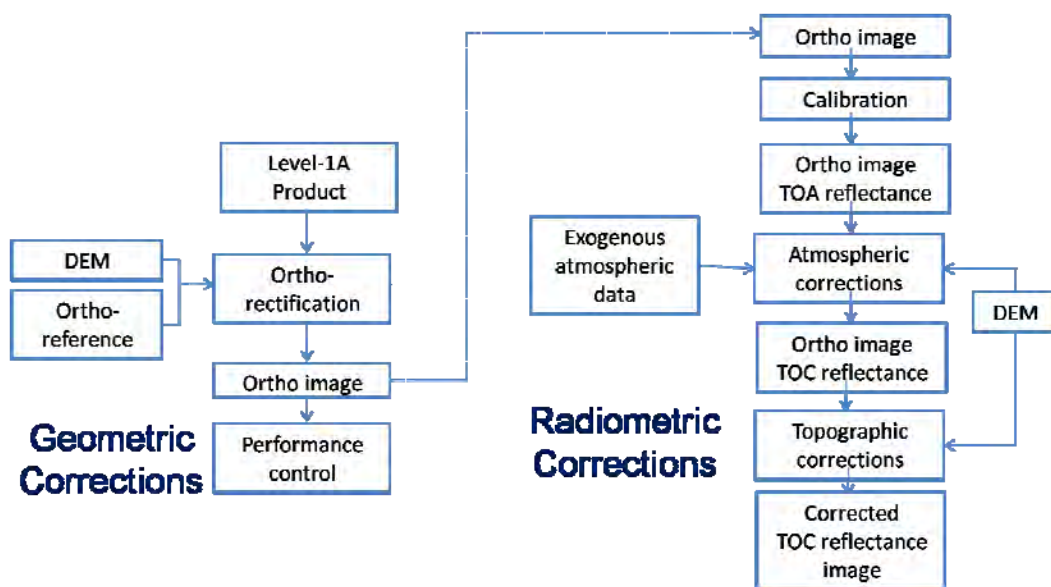 Level-1A
Product
DEM
Ortho-
reference
Ortho-
rectification
Ortho image
Performance
control
Geometric
Corrections
Ortho image
Calibration
Ortho image
TOA reflectance
Exogenous
atmospheric
data
Atmospheric
corrections
DEM
Ortho image
TOC reflectance
Radiometric
Corrections
Topographic
corrections
Corrected
TOC reflectance
image